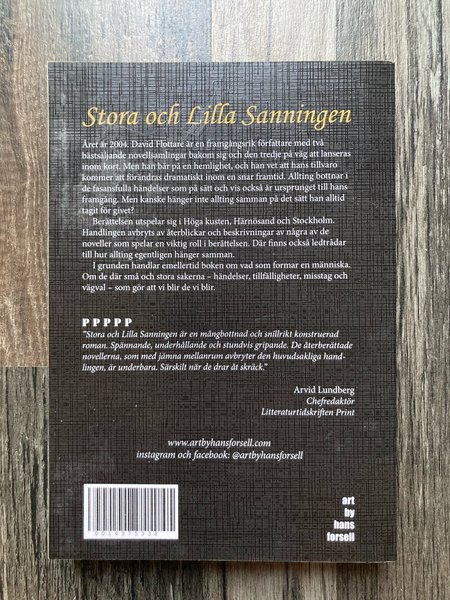 Stora och Lilla Sanningen
Året är 2004. David Flottare är en framgångsrik författare med två
bästsäljande novellsamlingar bakom sig och den tredje på väg att lanseras
inom kort. Men han bär på en hemlighet, och han vet att hans tillvaro
kommer att förändras dramatiskt inom en snar framtid. Allting bottnar i
de fasansfulla händelser som på sätt och vis också är ursprunget till hans
framgång. Men kanske hänger inte allting samman på det sätt han alltid
tagit för givet?
Berättelsen utspelar sig i Höga kusten, Härnösand och Stockholm.
Handlingen avbryts av återblickar och beskrivningar av några av de
noveller som spelar en viktig roll i berättelsen. Där finns också ledtrådar
till hur allting egentligen hänger samman.
I grunden handlar emellertid boken om vad som formar en människa.
Om de där små och stora sakerna – händelser, tillfälligheter, misstag och
vägval – som gör att vi blir de vi blir.
P P P P P
"Stora och Lilla Sanningen är en mångbottnad och snillrikt konstruerad
roman. Spännande, underhållande och stundvis gripande. De återberättade
novellerna, som med jämna mellanrum avbryter den huvudsakliga hand-
lingen, är underbara. Särskilt när de drar åt skräck."
Arvid Lundberg
Chefredaktör
Litteraturtidskriften Print
www.artbyhansforsell.com
instagram och facebook: @artbyhansforsell
art
by
hans
forsell